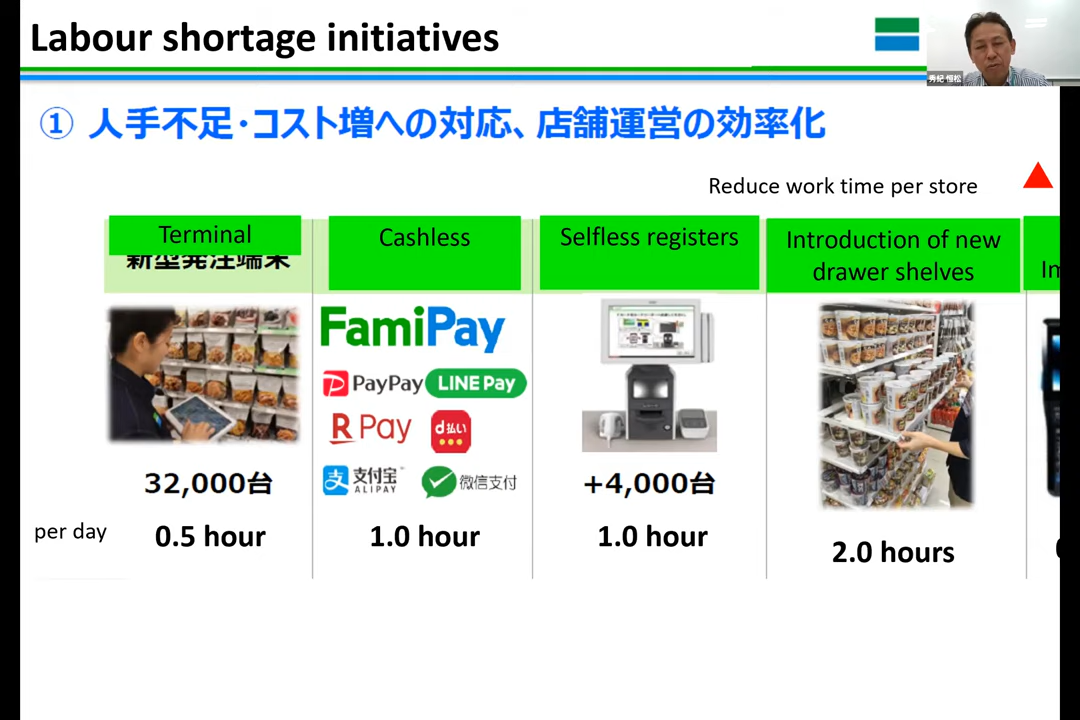 Labour shortage initiatives
秀紀 恒松
① 人手不足・コスト増への対応、店舗運営の効率化
Reduce work time per store
Terminal
新型発注端末
Cashless
Selfless registers
Introduction of new
drawer shelves
FamiPay
PayPay
LINE Pay
R Pay
d払い
支 支付宝
ALIPAY
微信支付
32,000台
+4,000台
per day
0.5 hour
1.0 hour
1.0 hour
2.0 hours